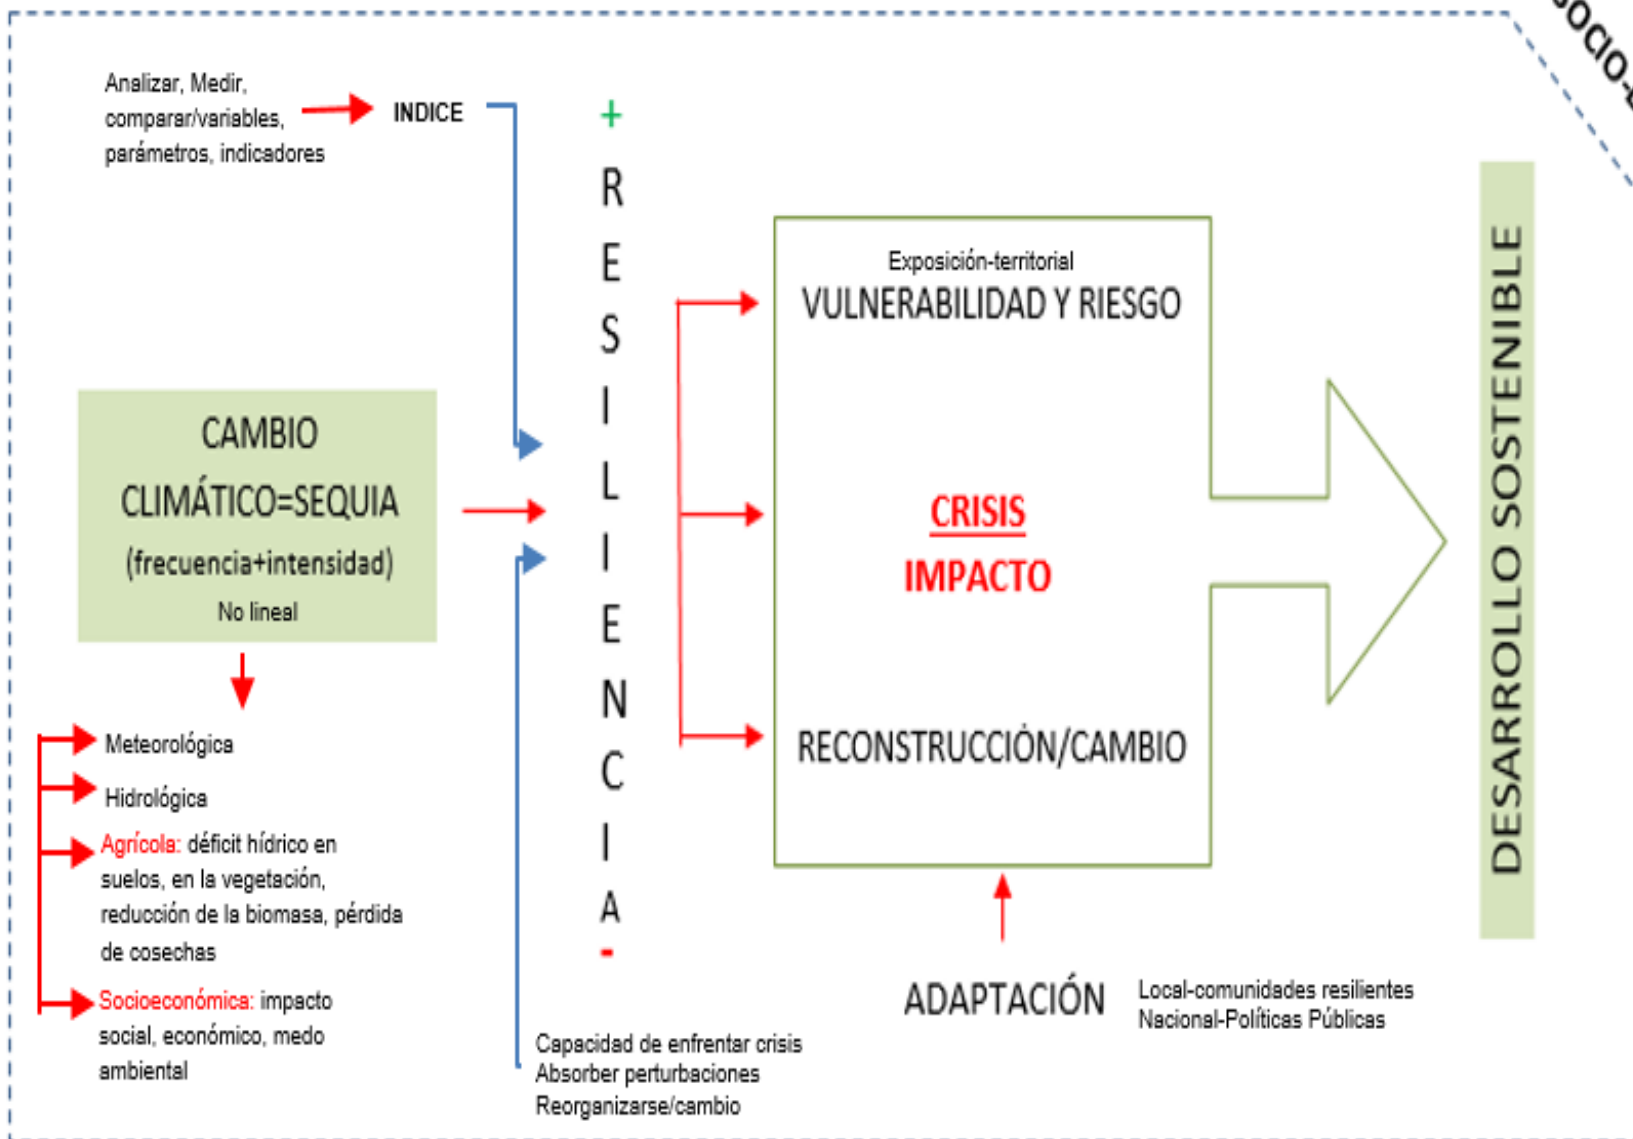 Analizar, Medir,
comparar/variables,
parámetros, indicadores
INDICE
+
RESILIENCIA
-
CAMBIO
CLIMÁTICO=SEQUIA
(frecuencia+intensidad)
No lineal
Meteorológica
Hidrológica
Agrícola: déficit hídrico en
suelos, en la vegetación,
reducción de la biomasa, pérdida
de cosechas
Socioeconómica: impacto
social, económico, medo
ambiental
Capacidad de enfrentar crisis
Absorber perturbaciones
Reorganizarse/cambio
Exposición-territorial
VULNERABILIDAD Y RIESGO
CRISIS
IMPACTO
RECONSTRUCCIÓN/CAMBIO
ADAPTACIÓN
Local-comunidades resilientes
Nacional-Políticas Públicas
DESARROLLO SOSTENIBLE